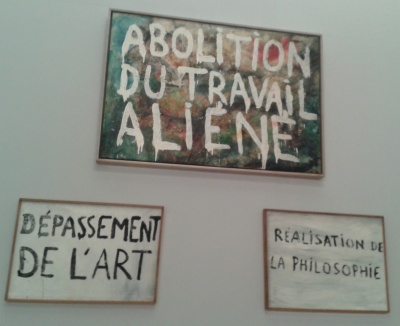 ABOLITION
DU TRAVAIL
ALIÉNÉ
DÉPASSEMENT
DE L'ART
RÉALISATION DE
LA PHILOSOPHIE